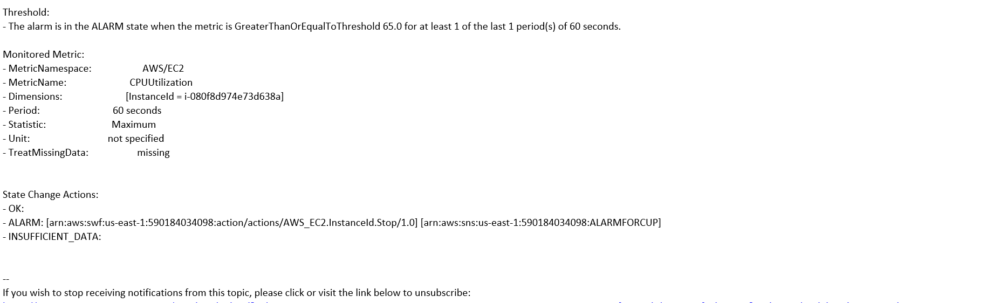 Threshold:
- The alarm is in the ALARM state when the metric is GreaterThanOrEqualToThreshold 65.0 for at least 1 of the last 1 period(s) of 60 seconds.
Monitored Metric:
- MetricNamespace: AWS/EC2
- MetricName: CPUUtilization
- Dimensions: [InstanceId = i-080f8d974e73d638a]
- Period: 60 seconds
- Statistic: Maximum
- Unit: not specified
- TreatMissingData: missing
State Change Actions:
- OK:
- ALARM: [arn:aws:swf:us-east-1:590184034098:action/actions/AWS_EC2.InstanceId.Stop/1.0] [arn:aws:sns:us-east-1:590184034098:ALARMFORCUP]
- INSUFFICIENT_DATA:
--
If you wish to stop receiving notifications from this topic, please click or visit the link below to unsubscribe: